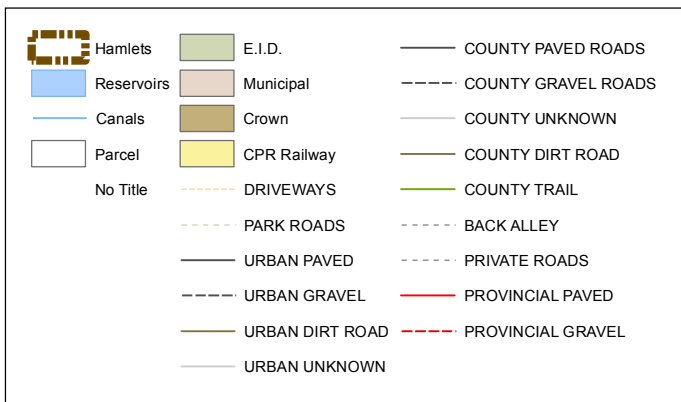 Hamlets
Reservoirs
Canals
Parcel
No Title
E.I.D.
Municipal
Crown
CPR Railway
DRIVEWAYS
PARK ROADS
URBAN PAVED
URBAN GRAVEL
URBAN DIRT ROAD
URBAN UNKNOWN
COUNTY PAVED ROADS
COUNTY GRAVEL ROADS
COUNTY UNKNOWN
COUNTY DIRT ROAD
COUNTY TRAIL
BACK ALLEY
PRIVATE ROADS
PROVINCIAL PAVED
PROVINCIAL GRAVEL